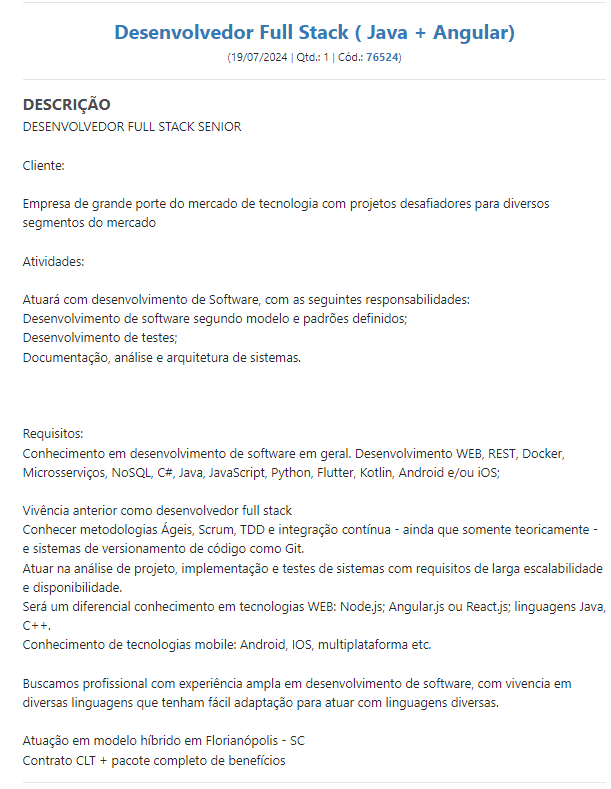 Desenvolvedor Full Stack ( Java + Angular)
(19/07/2024 | Qtd.: 1 | Cód.: 76524)
DESCRIÇÃO
DESENVOLVEDOR FULL STACK SENIOR
Cliente:
Empresa de grande porte do mercado de tecnologia com projetos desafiadores para diversos
segmentos do mercado
Atividades:
Atuará com desenvolvimento de Software, com as seguintes responsabilidades:
Desenvolvimento de software segundo modelo e padrões definidos;
Desenvolvimento de testes;
Documentação, análise e arquitetura de sistemas.
Requisitos:
Conhecimento em desenvolvimento de software em geral. Desenvolvimento WEB, REST, Docker,
Microsserviços, NoSQL, C#, Java, JavaScript, Python, Flutter, Kotlin, Android e/ou iOS;
Vivência anterior como desenvolvedor full stack
Conhecer metodologias Ágeis, Scrum, TDD e integração contínua - ainda que somente teoricamente -
e sistemas de versionamento de código como Git.
Atuar na análise de projeto, implementação e testes de sistemas com requisitos de larga escalabilidade
e disponibilidade.
Será um diferencial conhecimento em tecnologias WEB: Node.js; Angular.js ou React.js; linguagens Java,
C++.
Conhecimento de tecnologias mobile: Android, IOS, multiplataforma etc.
Buscamos profissional com experiência ampla em desenvolvimento de software, com vivencia em
diversas linguagens que tenham fácil adaptação para atuar com linguagens diversas.
Atuação em modelo híbrido em Florianópolis - SC
Contrato CLT + pacote completo de benefícios